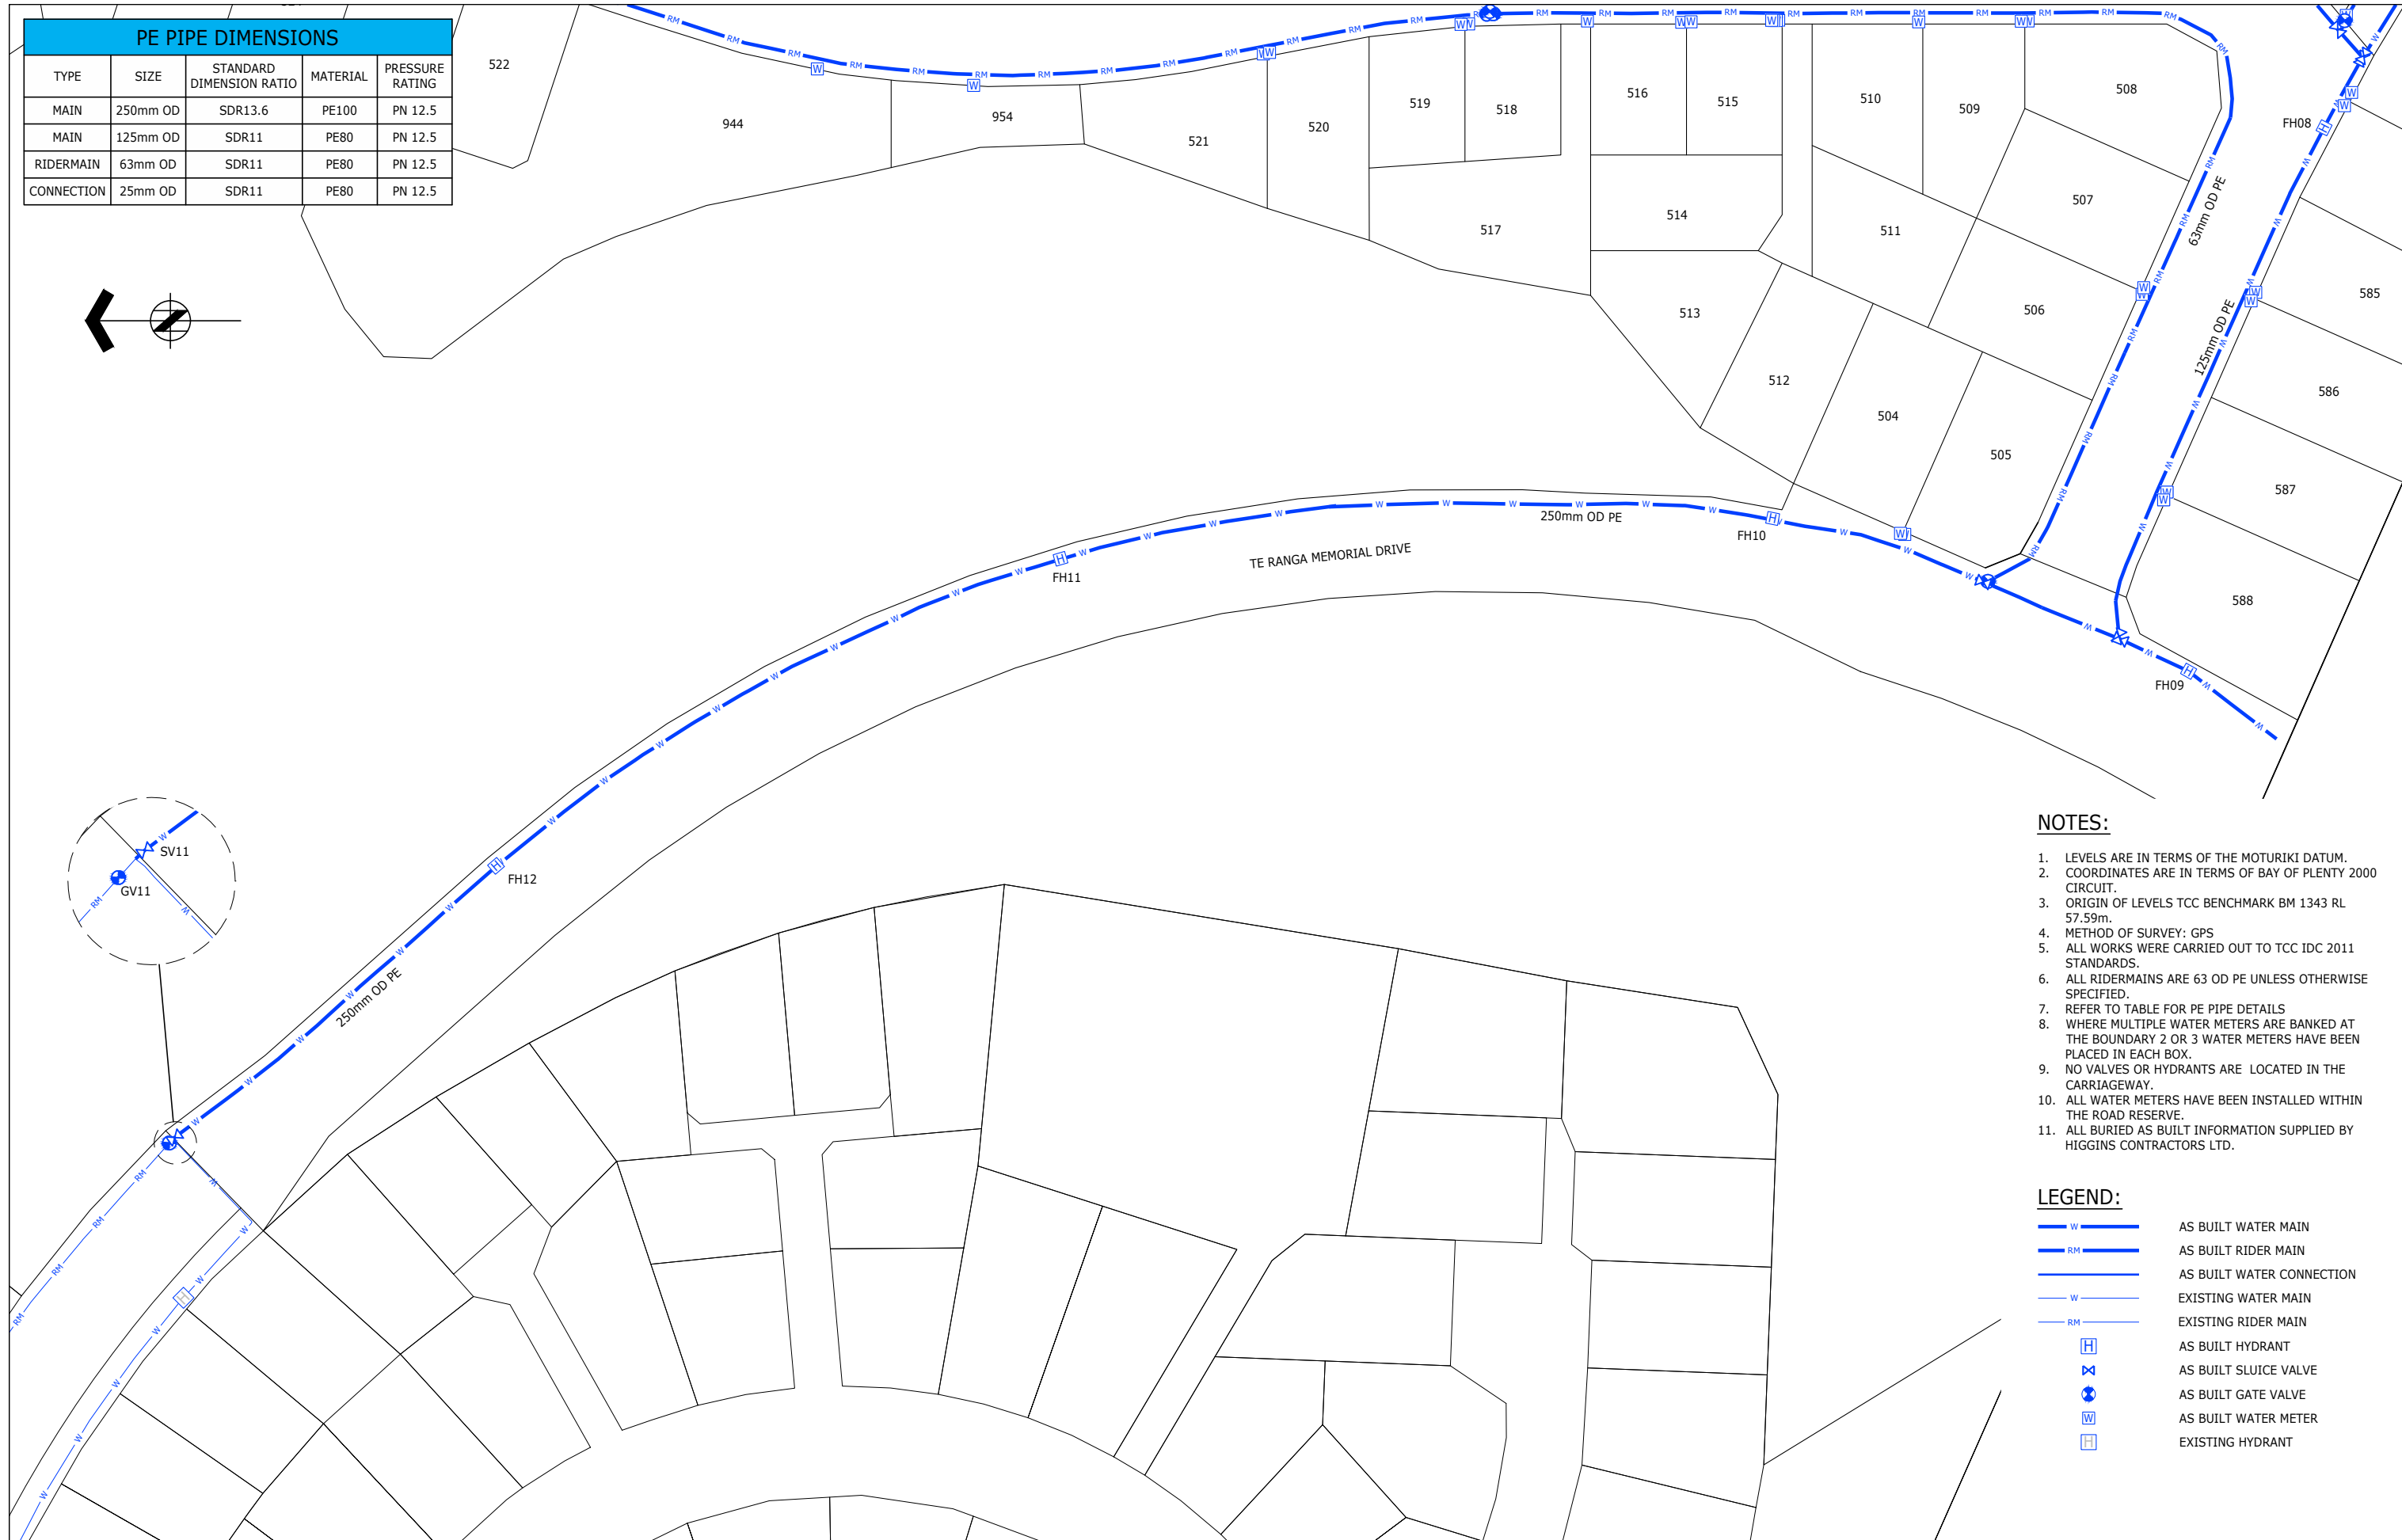 PE PIPE DIMENSIONS
TYPE SIZE STANDARD DIMENSION RATIO MATERIAL PRESSURE RATING
MAIN 250mm OD SDR13.6 PE100 PN 12.5
MAIN 125mm OD SDR11 PE80 PN 12.5
RIDERMAIN 63mm OD SDR11 PE80 PN 12.5
CONNECTION 25mm OD SDR11 PE80 PN 12.5
522
944
954
521
520
519
518
517
516
515
514
513
512
511
510
509
508
507
506
504
505
585
586
587
588
FH08
63mm OD PE
125mm OD PE
250mm OD PE
FH10
FH11
TE RANGA MEMORIAL DRIVE
FH09
FH12
250mm OD PE
SV11
GV11
NOTES:
1. LEVELS ARE IN TERMS OF THE MOTURIKI DATUM.
2. COORDINATES ARE IN TERMS OF BAY OF PLENTY 2000
CIRCUIT.
3. ORIGIN OF LEVELS TCC BENCHMARK BM 1343 RL
57.59m.
4. METHOD OF SURVEY: GPS
5. ALL WORKS WERE CARRIED OUT TO TCC IDC 2011
STANDARDS.
6. ALL RIDERMAINS ARE 63 OD PE UNLESS OTHERWISE
SPECIFIED.
7. REFER TO TABLE FOR PE PIPE DETAILS
8. WHERE MULTIPLE WATER METERS ARE BANKED AT
THE BOUNDARY 2 OR 3 WATER METERS HAVE BEEN
PLACED IN EACH BOX.
9. NO VALVES OR HYDRANTS ARE LOCATED IN THE
CARRIAGEWAY.
10. ALL WATER METERS HAVE BEEN INSTALLED WITHIN
THE ROAD RESERVE.
11. ALL BURIED AS BUILT INFORMATION SUPPLIED BY
HIGGINS CONTRACTORS LTD.
LEGEND:
W AS BUILT WATER MAIN
RM AS BUILT RIDER MAIN
AS BUILT WATER CONNECTION
W EXISTING WATER MAIN
RM EXISTING RIDER MAIN
H AS BUILT HYDRANT
AS BUILT SLUICE VALVE
AS BUILT GATE VALVE
W AS BUILT WATER METER
H EXISTING HYDRANT